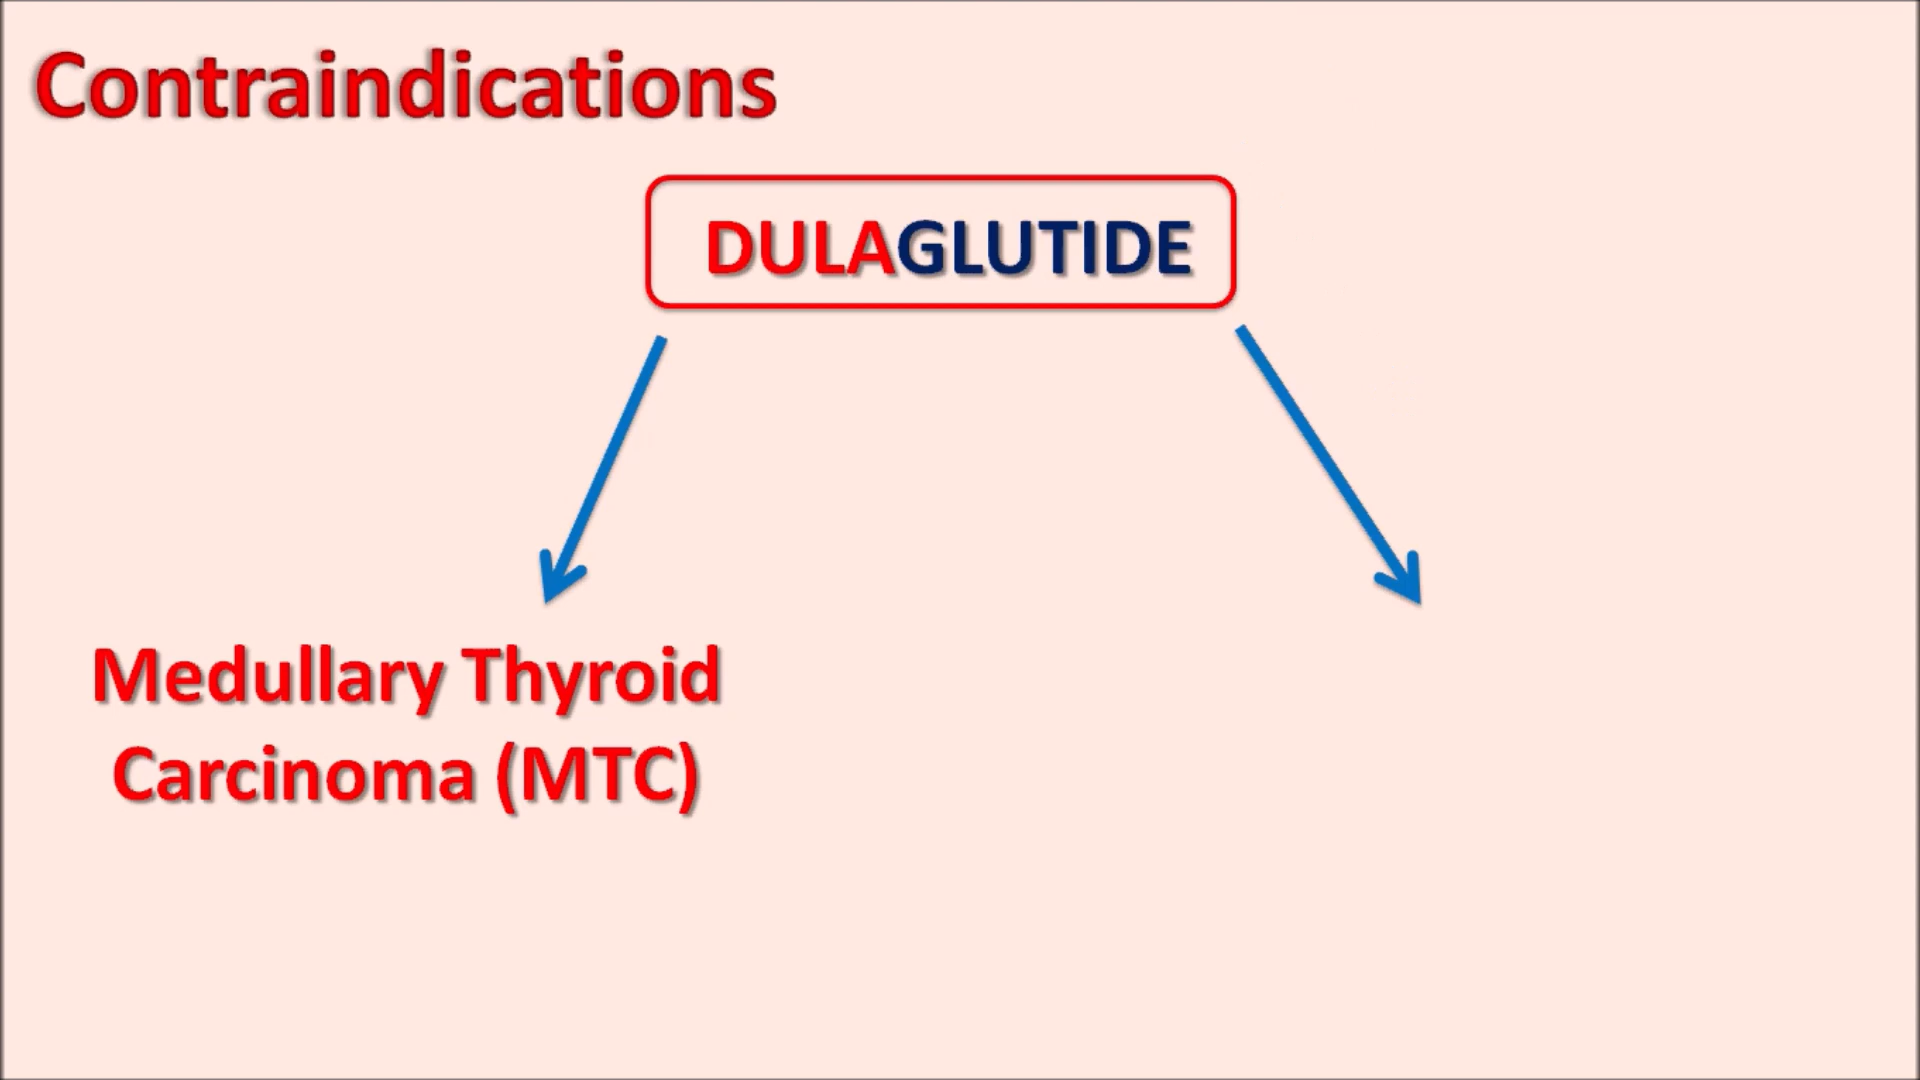 Contraindications
DULAGLUTIDE
Medullary Thyroid
Carcinoma (MTC)